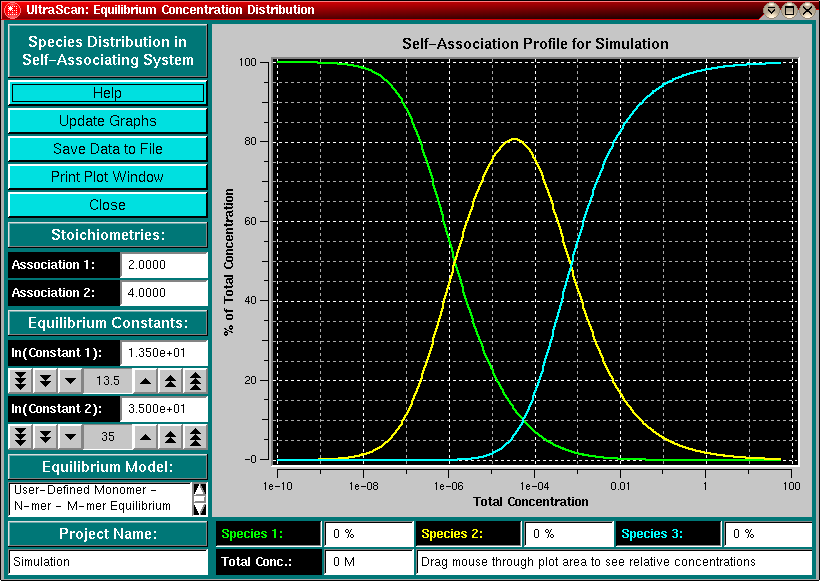 UltraScan: Equilibrium Concentration Distribution
Species Distribution in
Self-Associating System
Help
Update Graphs
Save Data to File
Print Plot Window
Close
Stoichiometries:
Association 1: 2.0000
Association 2: 4.0000
Equilibrium Constants:
ln(Constant 1): 1.350e+01
13.5
ln(Constant 2): 3.500e+01
35
Equilibrium Model:
User-Defined Monomer -
N-mer - M-mer Equilibrium
Project Name:
Simulation
Self-Association Profile for Simulation
% of Total Concentration
100
80
60
40
20
-0
1e-10 1e-08 1e-06 1e-04 0.01 1 100
Total Concentration
Species 1: 0 % Species 2: 0 % Species 3: 0 %
Total Conc.: 0 M Drag mouse through plot area to see relative concentrations